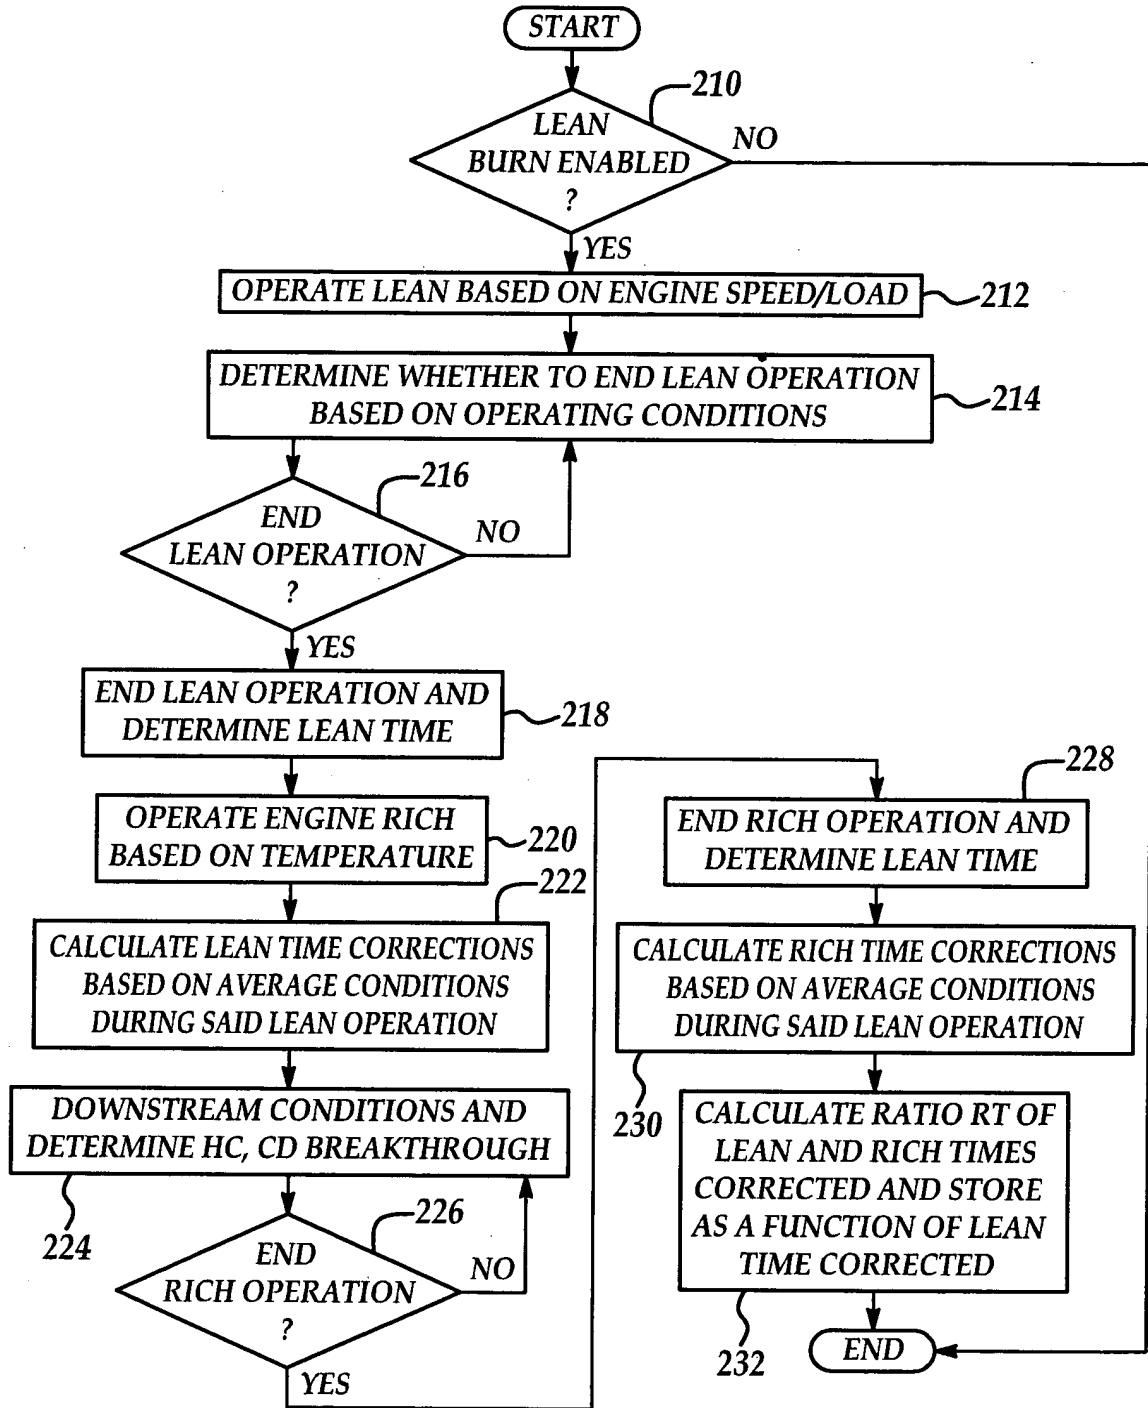 START
210
LEAN
BURN ENABLED
?
NO
YES
OPERATE LEAN BASED ON ENGINE SPEED/LOAD
212
DETERMINE WHETHER TO END LEAN OPERATION
BASED ON OPERATING CONDITIONS
214
216
END
LEAN OPERATION
?
NO
YES
END LEAN OPERATION AND
DETERMINE LEAN TIME
218
OPERATE ENGINE RICH
BASED ON TEMPERATURE
220
222
CALCULATE LEAN TIME CORRECTIONS
BASED ON AVERAGE CONDITIONS
DURING SAID LEAN OPERATION
DOWNSTREAM CONDITIONS AND
DETERMINE HC, CD BREAKTHROUGH
224
226
END
RICH OPERATION
?
NO
YES
228
END RICH OPERATION AND
DETERMINE LEAN TIME
CALCULATE RICH TIME CORRECTIONS
BASED ON AVERAGE CONDITIONS
DURING SAID LEAN OPERATION
230
CALCULATE RATIO RT OF
LEAN AND RICH TIMES
CORRECTED AND STORE
AS A FUNCTION OF LEAN
TIME CORRECTED
232
END